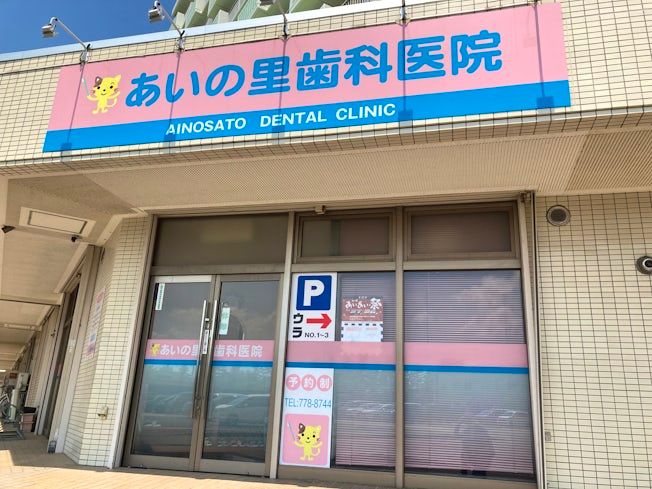 あいの里歯科医院
AINOSATO DENTAL CLINIC
P
ウラ
NO.1~3
あいの里歯科医院
予約制
TEL:778-8744